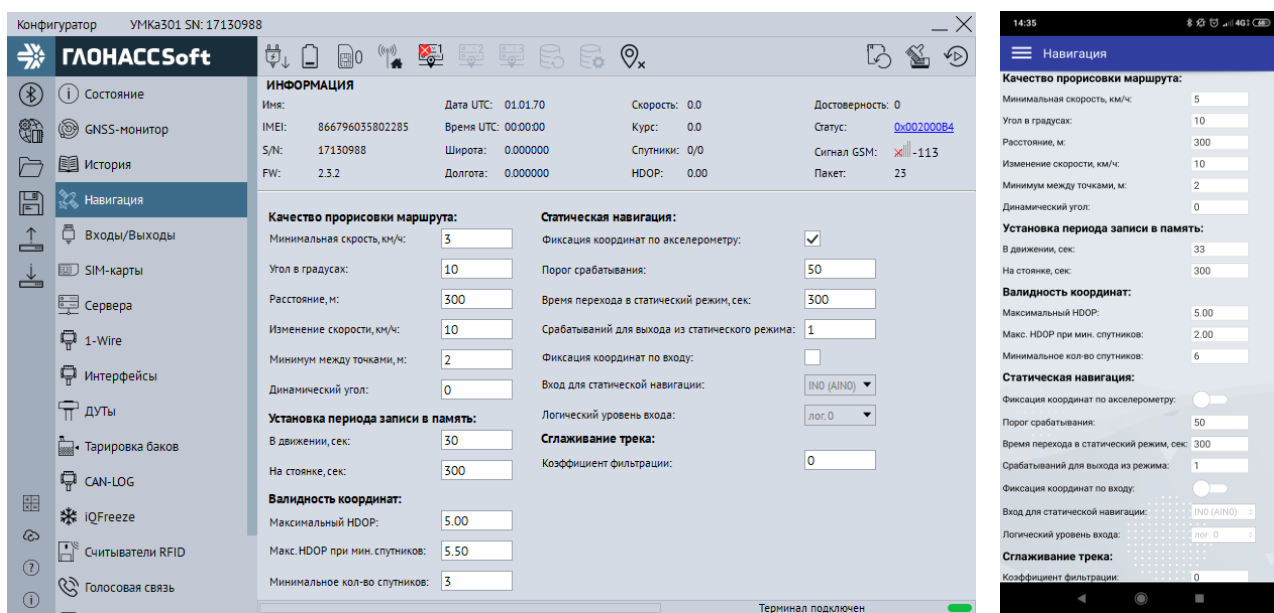 Конфигуратор УМКа301 SN: 17130988
ГЛОНАССSoft
0
1
2
3
x
Состояние
GNSS-монитор
История
Навигация
Входы/Выходы
SIM-карты
Сервера
1-Wire
Интерфейсы
ДУТы
Тарировка баков
CAN-LOG
iQFreeze
Считыватели RFID
Голосовая связь
ИНФОРМАЦИЯ
Имя: Дата UTC: 01.01.70 Скорость: 0.0 Достоверность: 0
IMEI: 866796035802285 Время UTC: 00:00:00 Курс: 0.0 Статус: 0x002000B4
S/N: 17130988 Широта: 0.000000 Спутники: 0/0 Сигнал GSM: -113
FW: 2.3.2 Долгота: 0.000000 HDOP: 0.00 Пакет: 23
Качество прорисовки маршрута:
Минимальная скрость, км/ч: 3
Угол в градусах: 10
Расстояние, м: 300
Изменение скорости, км/ч: 10
Минимум между точками, м: 2
Динамический угол: 0
Установка периода записи в память:
В движении, сек: 30
На стоянке, сек: 300
Валидность координат:
Максимальный HDOP: 5.00
Макс. HDOP при мин. спутников: 5.50
Минимальное кол-во спутников: 3
Статическая навигация:
Фиксация координат по акселерометру:
Порог срабатывания: 50
Время перехода в статический режим, сек: 300
Срабатываний для выхода из статического режима: 1
Фиксация координат по входу:
Вход для статической навигации: IN0 (AIN0)
Логический уровень входа: лог. 0
Сглаживание трека:
Коэффициент фильтрации: 0
Терминал подключен
14:35 4G
Навигация
Качество прорисовки маршрута:
Минимальная скорость, км/ч: 5
Угол в градусах: 10
Расстояние, м: 300
Изменение скорости, км/ч: 10
Минимум между точками, м: 2
Динамический угол: 0
Установка периода записи в память:
В движении, сек: 33
На стоянке, сек: 300
Валидность координат:
Максимальный HDOP: 5.00
Макс. HDOP при мин. спутников: 2.00
Минимальное кол-во спутников: 6
Статическая навигация:
Фиксация координат по акселерометру:
Порог срабатывания: 50
Время перехода в статический режим, сек: 300
Срабатываний для выхода из режима: 1
Фиксация координат по входу:
Вход для статической навигации: IN0 (AIN0)
Логический уровень входа: лог. 0
Сглаживание трека:
Коэффициент фильтрации: 0